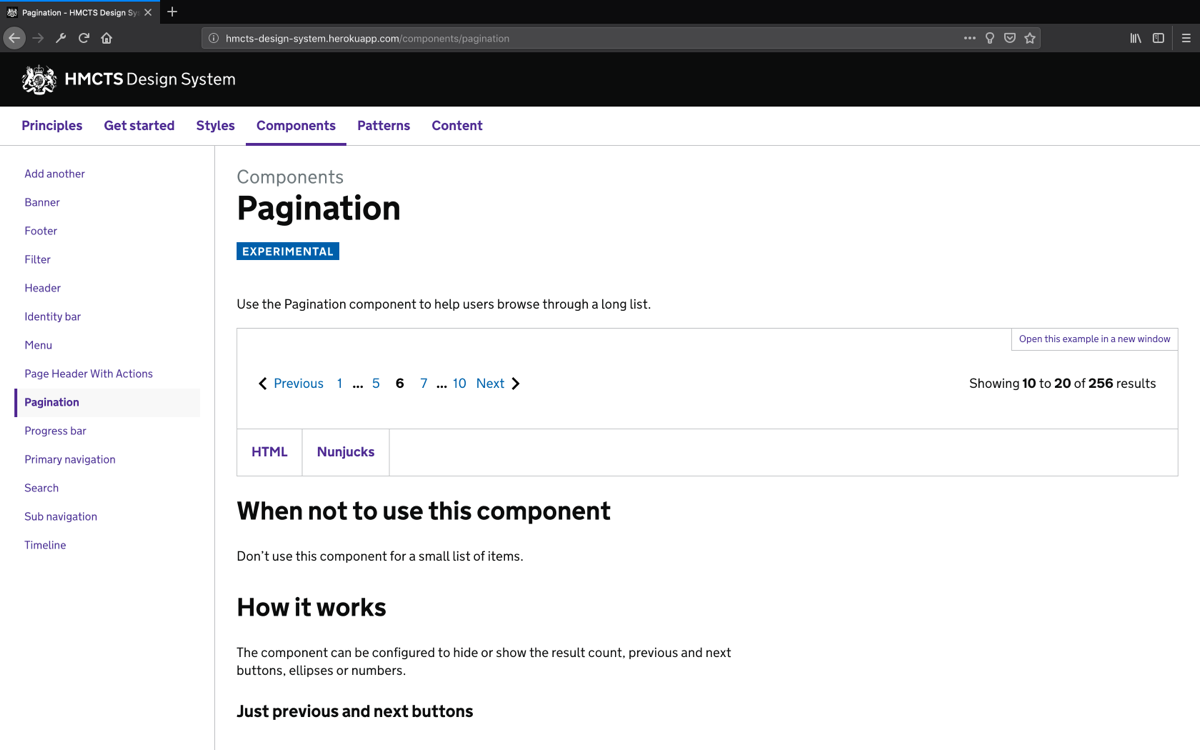 Pagination - HMCTS Design Sy
hmcts-design-system.herokuapp.com/components/pagination
HMCTS Design System
Principles Get started Styles Components Patterns Content
Add another
Banner
Footer
Filter
Header
Identity bar
Menu
Page Header With Actions
Pagination
Progress bar
Primary navigation
Search
Sub navigation
Timeline
Components
Pagination
EXPERIMENTAL
Use the Pagination component to help users browse through a long list.
Open this example in a new window
Previous 1 ... 5 6 7 ... 10 Next Showing 10 to 20 of 256 results
HTML Nunjucks
When not to use this component
Don’t use this component for a small list of items.
How it works
The component can be configured to hide or show the result count, previous and next
buttons, ellipses or numbers.
Just previous and next buttons